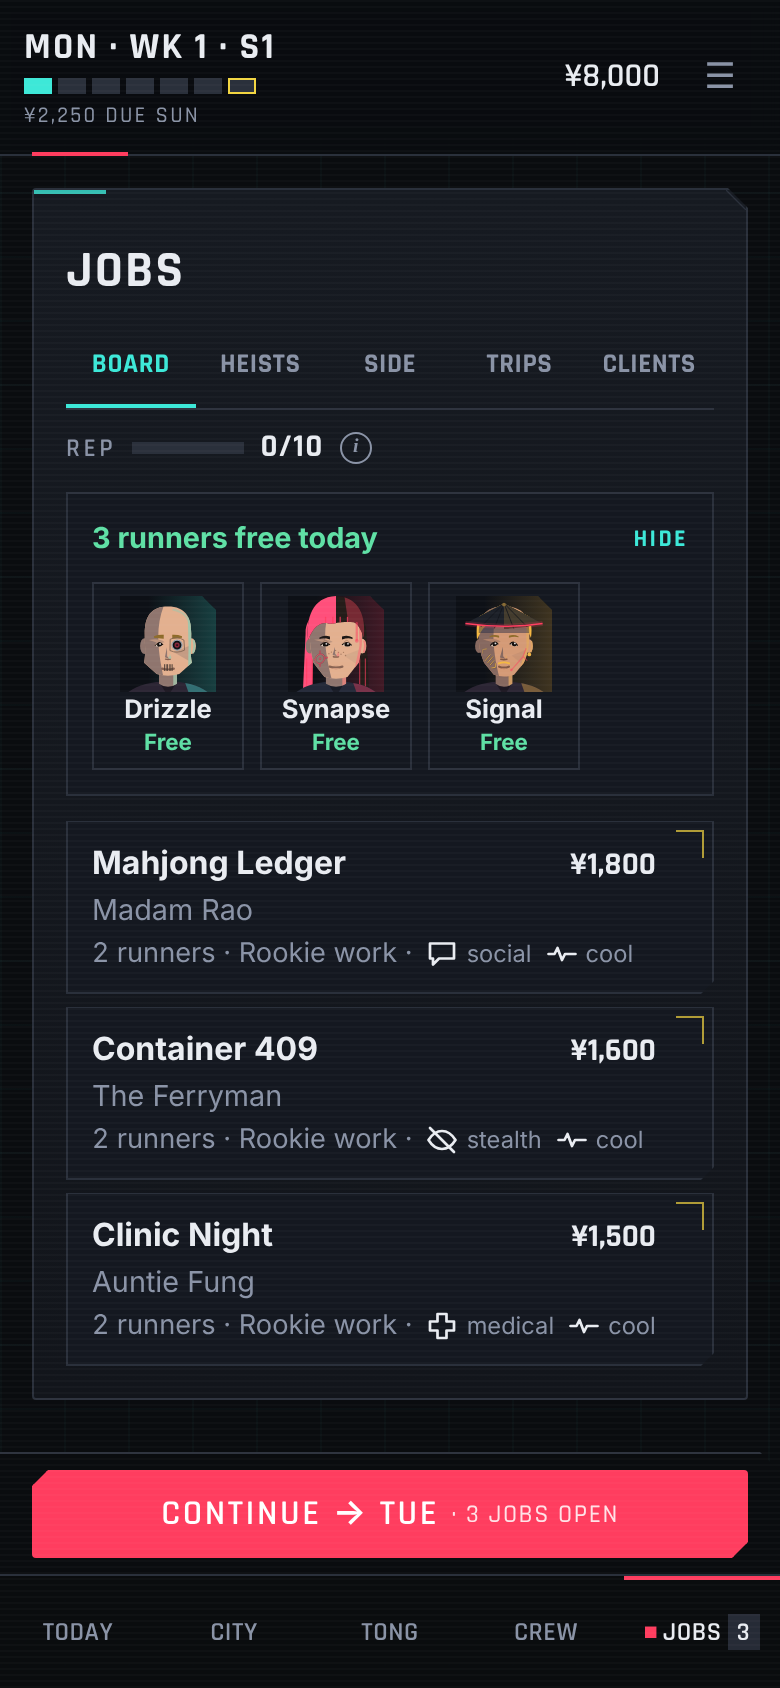 MON · WK 1 · S1
¥2,250 DUE SUN
¥8,000
JOBS
BOARD HEISTS SIDE TRIPS CLIENTS
REP 0/10 i
3 runners free today HIDE
Drizzle Synapse Signal
Free Free Free
Mahjong Ledger ¥1,800
Madam Rao
2 runners · Rookie work · social cool
Container 409 ¥1,600
The Ferryman
2 runners · Rookie work · stealth cool
Clinic Night ¥1,500
Auntie Fung
2 runners · Rookie work · medical cool
CONTINUE → TUE · 3 JOBS OPEN
TODAY CITY TONG CREW JOBS 3